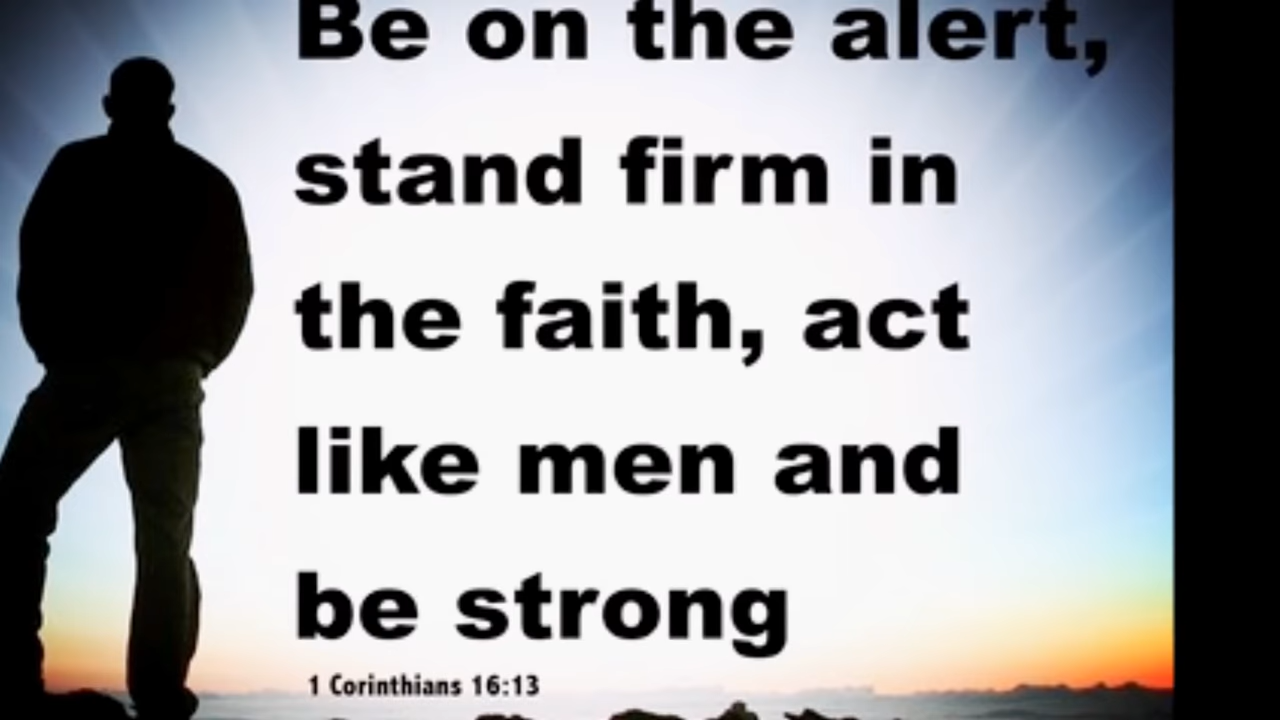 Be on the alert,
stand firm in
the faith, act
like men and
be strong
1 Corinthians 16:13